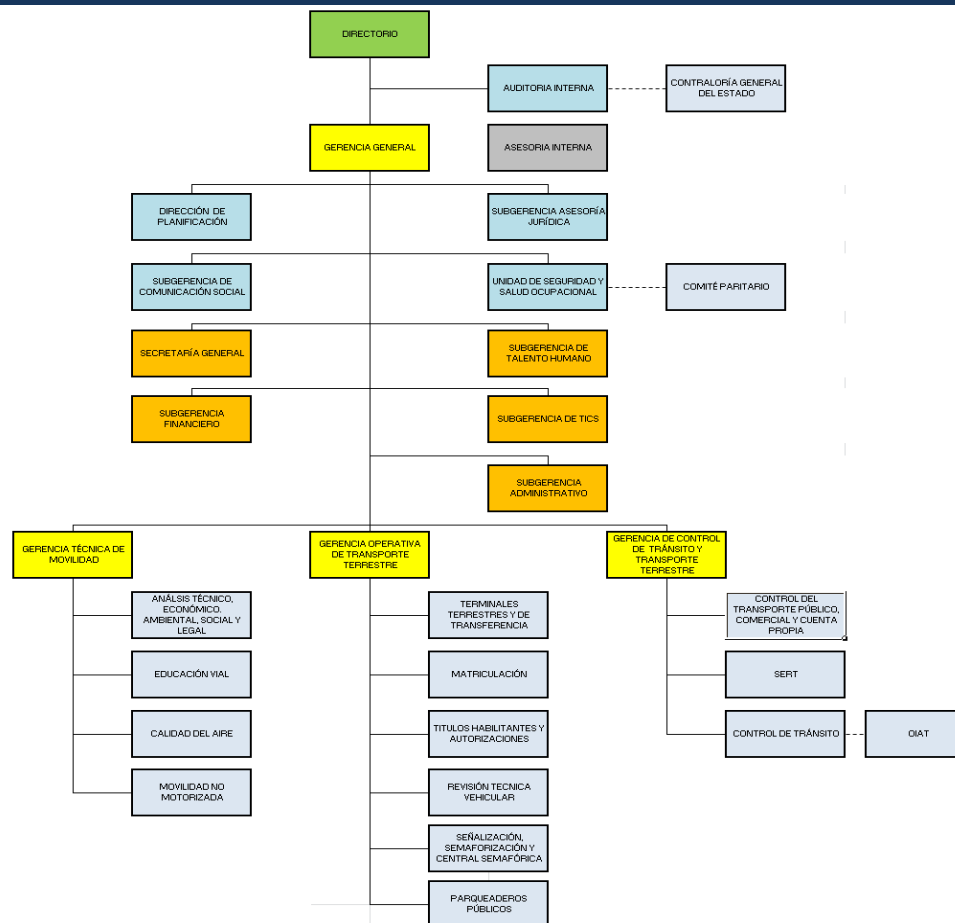 DIRECTORIO
AUDITORIA INTERNA
CONTRALORÍA GENERAL
DEL ESTADO
GERENCIA GENERAL
ASESORIA INTERNA
DIRECCIÓN DE
PLANIFICACIÓN
SUBGERENCIA ASESORÍA
JURÍDICA
SUBGERENCIA DE
COMUNICACIÓN SOCIAL
UNIDAD DE SEGURIDAD Y
SALUD OCUPACIONAL
COMITÉ PARITARIO
SECRETARÍA GENERAL
SUBGERENCIA DE
TALENTO HUMANO
SUBGERENCIA
FINANCIERO
SUBGERENCIA DE TICS
SUBGERENCIA
ADMINISTRATIVO
GERENCIA TÉCNICA DE
MOVILIDAD
GERENCIA OPERATIVA
DE TRANSPORTE
TERRESTRE
GERENCIA DE CONTROL
DE TRÁNSITO Y
TRANSPORTE
TERRESTRE
ANÁLSIS TÉCNICO,
ECONÓMICO.
AMBIENTAL, SOCIAL Y
LEGAL
TERMINALES
TERRESTRES Y DE
TRANSFERENCIA
CONTROL DEL
TRANSPORTE PÚBLICO,
COMERCIAL Y CUENTA
PROPIA
EDUCACIÓN VIAL
MATRICULACIÓN
SERT
CALIDAD DEL AIRE
TITULOS HABILITANTES Y
AUTORIZACIONES
CONTROL DE TRÁNSITO
OIAT
MOVILIDAD NO
MOTORIZADA
REVISIÓN TECNICA
VEHICULAR
SEÑALIZACIÓN,
SEMAFORIZACIÓN Y
CENTRAL SEMAFÓRICA
PARQUEADEROS
PÚBLICOS